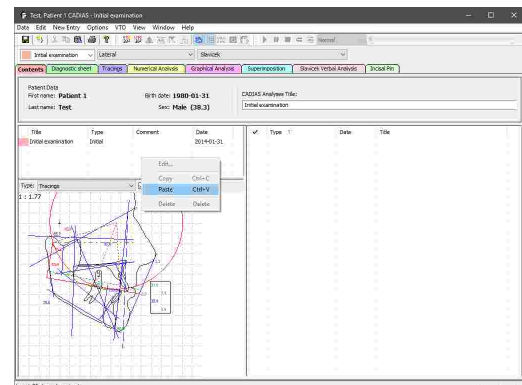 Test, Patient 1 CADIAS - Initial examination
Data Edit New Entry Options VTO View Window Help
Normal
Initial examination Lateral Slavicek
Contents Diagnostic sheet Tracings Numerical Analysis Graphical Analysis Superimposition Slavicek Verbal Analysis Incisal Pin
Patient Data
First name: Patient 1 Birth date: 1980-01-31 CADIAS Analyses Title:
Last name: Test Sex: Male (38.3) Initial examination
Title Type Comment Date Type Date Title
Initial examination Initial 2014-01-31
Edit...
Copy Ctrl+C
Type: Tracings Paste Ctrl+V
1 : 1.77 Delete Delete